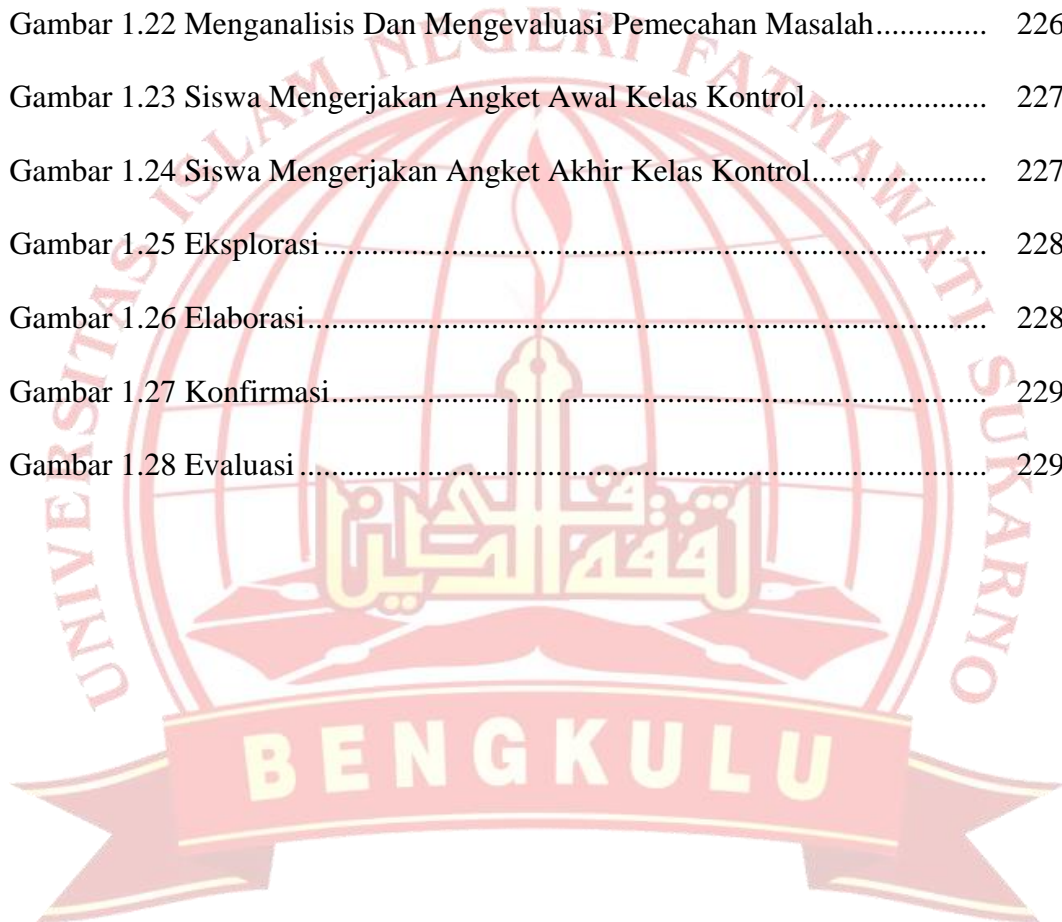 Gambar 1.22 Menganalisis Dan Mengevaluasi Pemecahan Masalah.............. 226
Gambar 1.23 Siswa Mengerjakan Angket Awal Kelas Kontrol .................... 227
Gambar 1.24 Siswa Mengerjakan Angket Akhir Kelas Kontrol.................... 227
Gambar 1.25 Eksplorasi ............................................................................ 228
Gambar 1.26 Elaborasi.............................................................................. 228
Gambar 1.27 Konfirmasi........................................................................... 229
Gambar 1.28 Evaluasi ............................................................................... 229
UNIVERSITAS ISLAM NEGERI FATMAWATI SUKARNO
BENGKULU